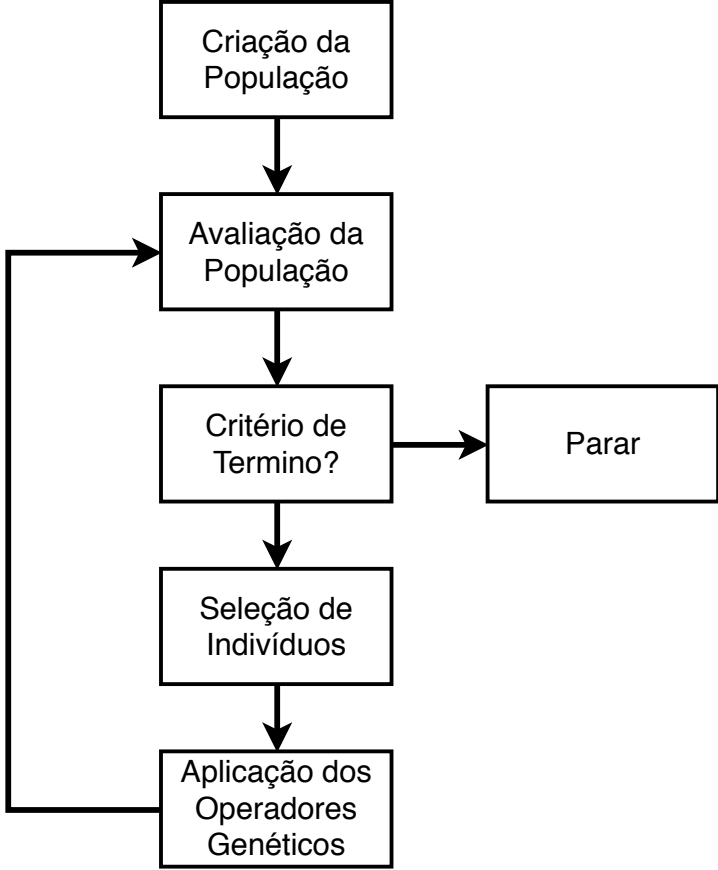 Criação da
População
Avaliação da
População
Critério de
Termino?
Parar
Seleção de
Indivíduos
Aplicação dos
Operadores
Genéticos